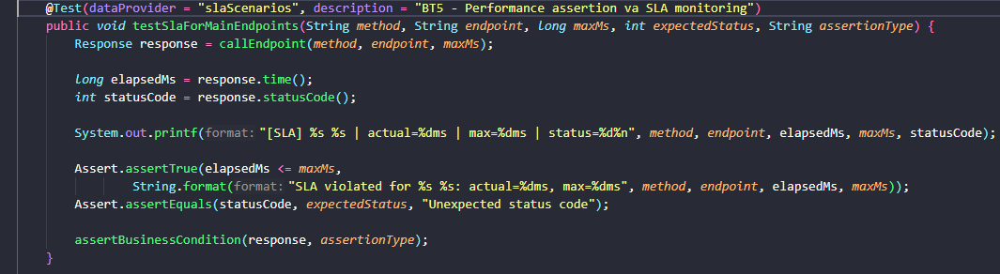 @Test(dataProvider = "slaScenarios", description = "BT5 - Performance assertion va SLA monitoring")
public void testSlaForMainEndpoints(String method, String endpoint, long maxMs, int expectedStatus, String assertionType) {
Response response = callEndpoint(method, endpoint, maxMs);
long elapsedMs = response.time();
int statusCode = response.statusCode();
System.out.printf(format: "[SLA] %s %s | actual=%dms | max=%dms | status=%d%n", method, endpoint, elapsedMs, maxMs, statusCode);
Assert.assertTrue(elapsedMs <= maxMs,
String.format(format: "SLA violated for %s %s: actual=%dms, max=%dms", method, endpoint, elapsedMs, maxMs));
Assert.assertEquals(statusCode, expectedStatus, "Unexpected status code");
assertBusinessCondition(response, assertionType);
}